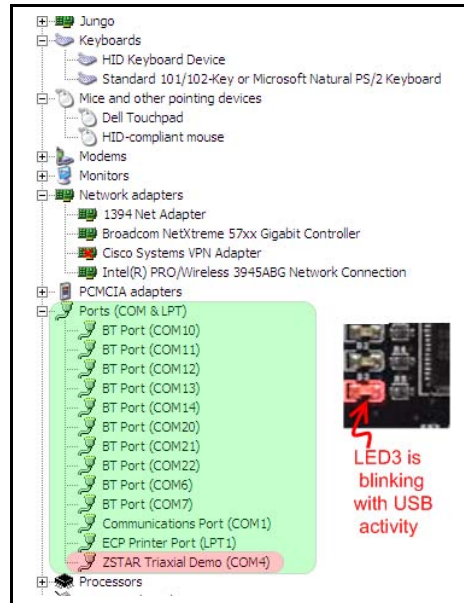 Jungo
Keyboards
HID Keyboard Device
Standard 101/102-Key or Microsoft Natural PS/2 Keyboard
Mice and other pointing devices
Dell Touchpad
HID-compliant mouse
Modems
Monitors
Network adapters
1394 Net Adapter
Broadcom NetXtreme 57xx Gigabit Controller
Cisco Systems VPN Adapter
Intel(R) PRO/Wireless 3945ABG Network Connection
PCMCIA adapters
Ports (COM & LPT)
BT Port (COM10)
BT Port (COM11)
BT Port (COM12)
BT Port (COM13)
BT Port (COM14)
BT Port (COM20)
BT Port (COM21)
BT Port (COM22)
BT Port (COM6)
BT Port (COM7)
Communications Port (COM1)
ECP Printer Port (LPT1)
ZSTAR Triaxial Demo (COM4)
Processors
LED3 is
blinking
with USB
activity